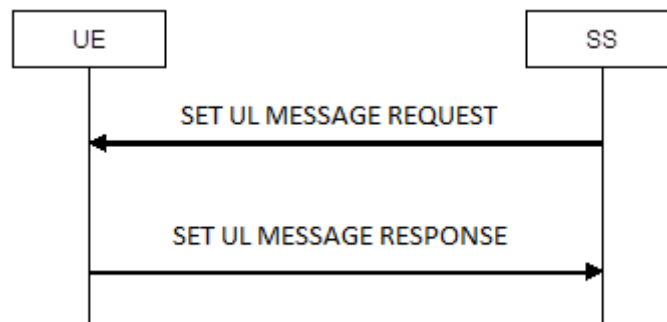 UE
SS
SET UL MESSAGE REQUEST
SET UL MESSAGE RESPONSE